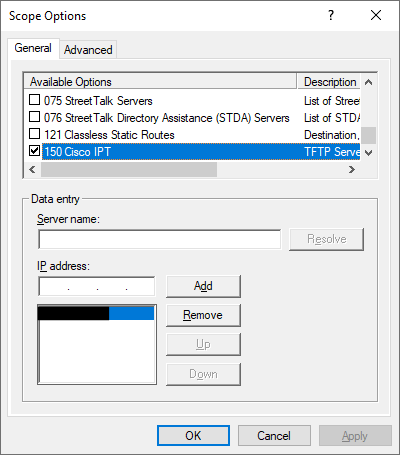 Scope Options
General
Advanced
Available Options
Description
075 StreetTalk Servers
List of Street
076 StreetTalk Directory Assistance (STDA) Servers
List of STDA
121 Classless Static Routes
Destination,
150 Cisco IPT
TFTP Serve
Data entry
Server name:
Resolve
IP address:
. . .
Add
Remove
Up
Down
OK
Cancel
Apply